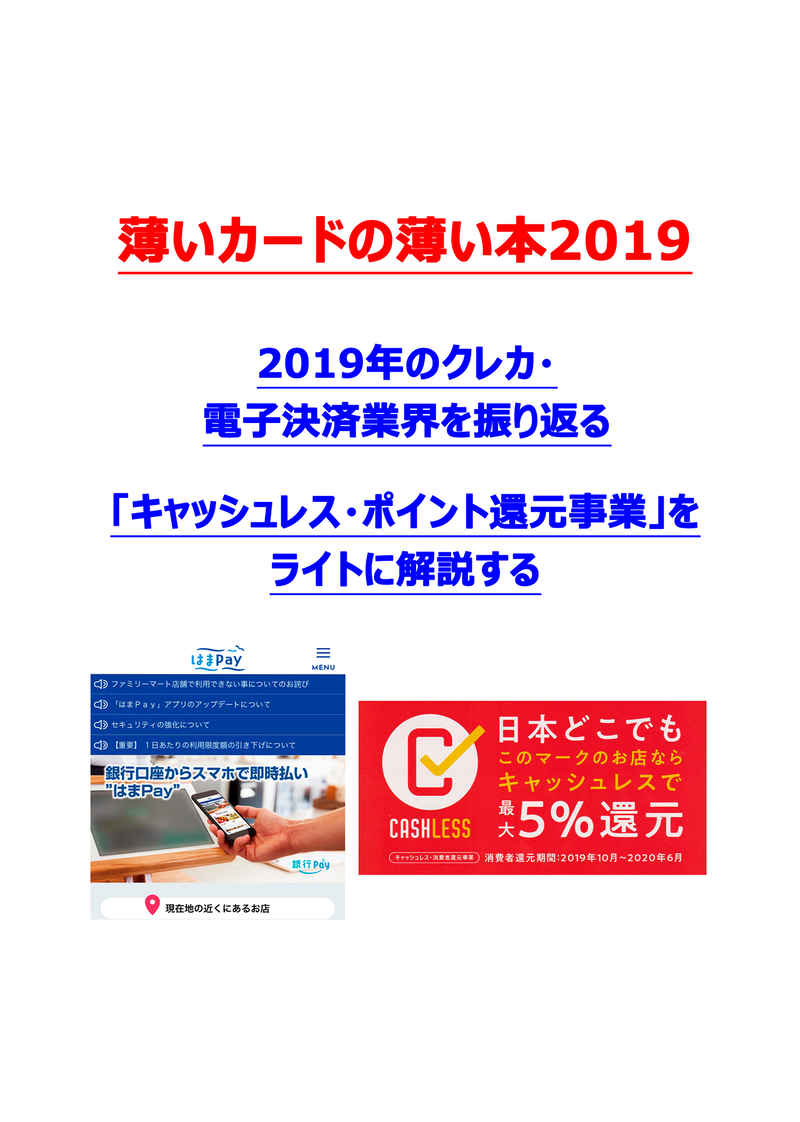 薄いカードの薄い本2019
2019年のクレカ・
電子決済業界を振り返る
「キャッシュレス・ポイント還元事業」を
ライトに解説する
はまPay
MENU
ファミリーマート店舗で利用できない事についてのお詫び
「はまＰａｙ」アプリのアップデートについて
セキュリティの強化について
【重要】 １日あたりの利用限度額の引き下げについて
銀行口座からスマホで即時払い
"はまPay"
銀行Pay
現在地の近くにあるお店
日本どこでも
このマークのお店なら
キャッシュレスで
最大5%還元
CASHLESS
キャッシュレス・消費者還元事業
消費者還元期間:2019年10月~2020年6月